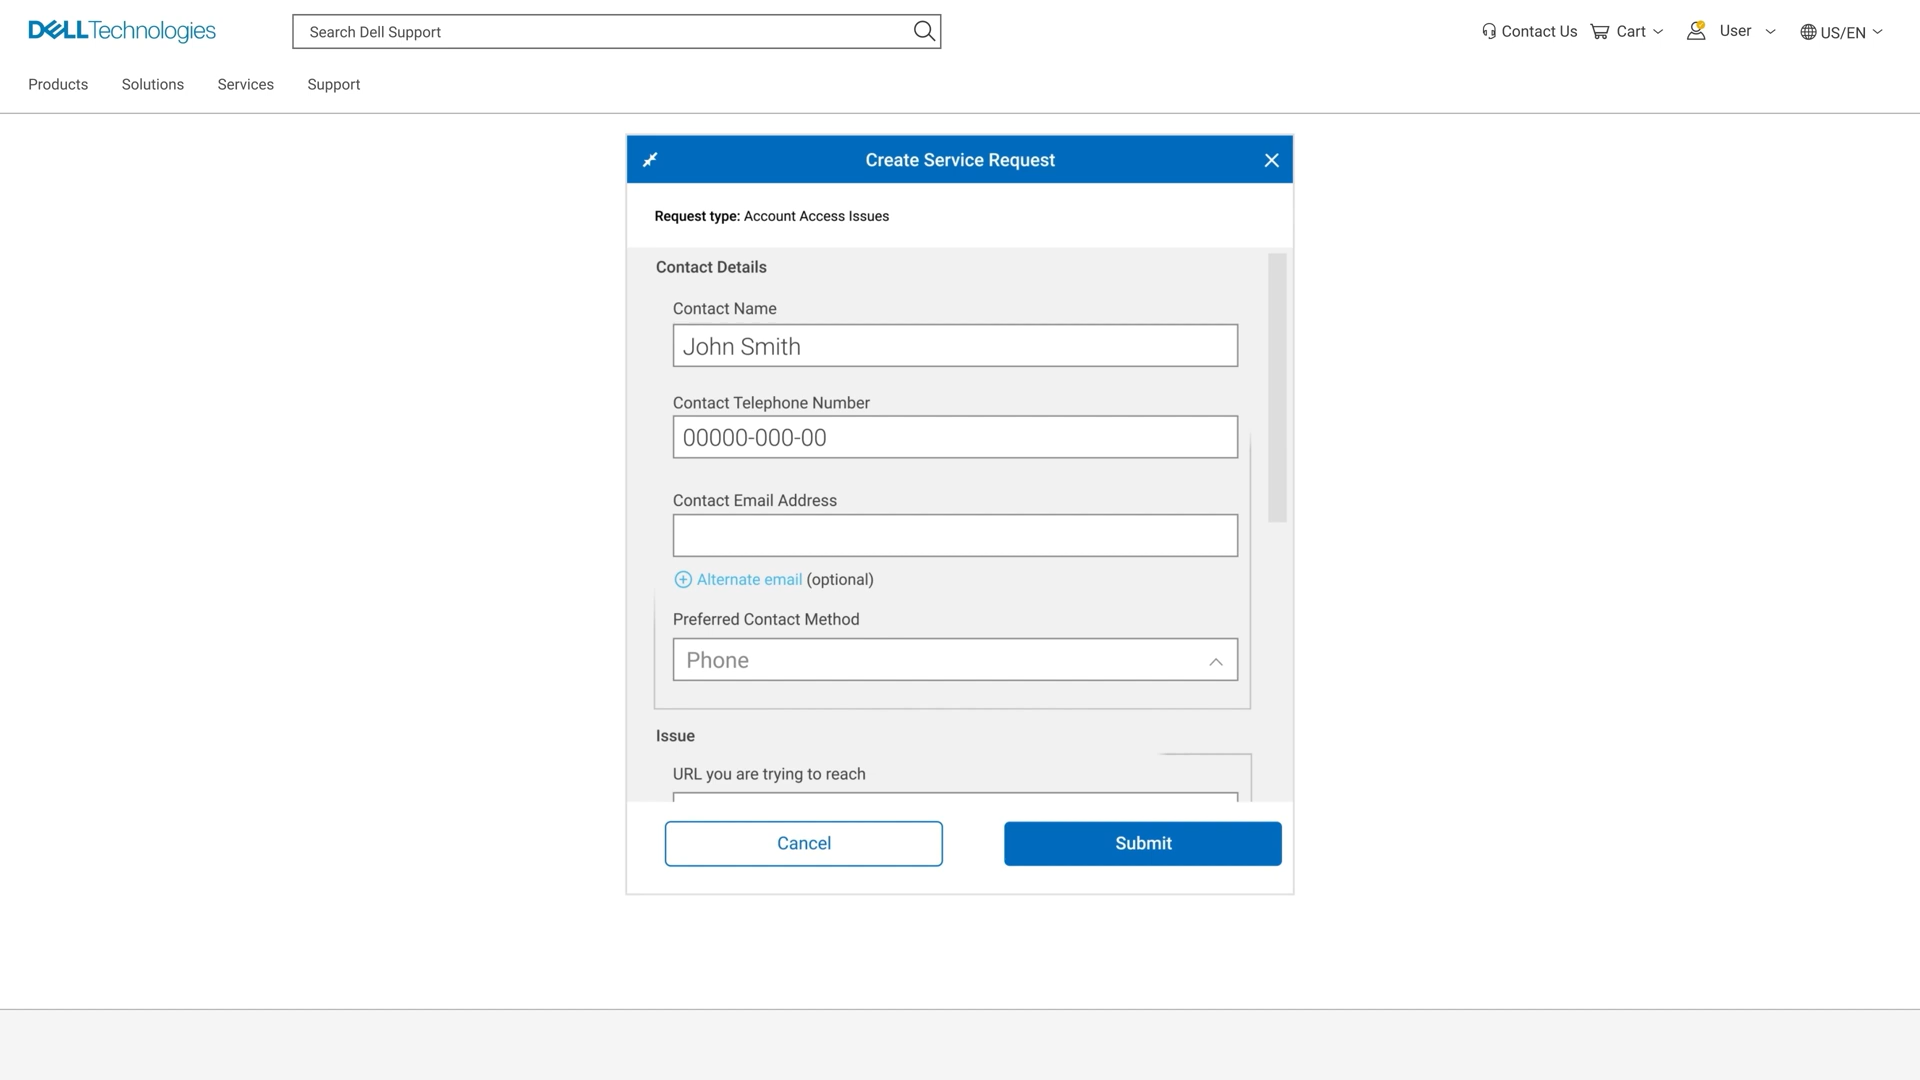 DELL Technologies
Search Dell Support
Contact Us
Cart
User
US/EN
Products
Solutions
Services
Support
Create Service Request
Request type: Account Access Issues
Contact Details
Contact Name
John Smith
Contact Telephone Number
00000-000-00
Contact Email Address
Alternate email (optional)
Preferred Contact Method
Phone
Issue
URL you are trying to reach
Cancel
Submit